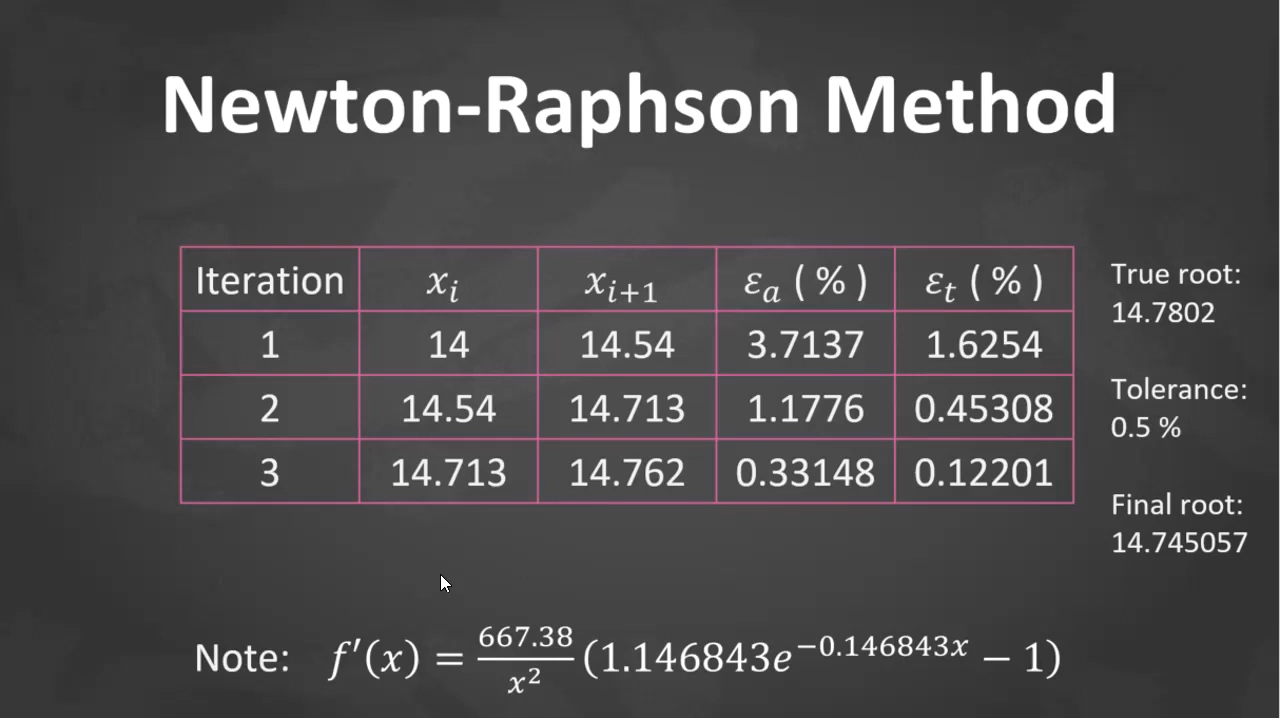 Newton-Raphson Method
Iteration xᵢ xᵢ₊₁ εₐ ( % ) εₜ ( % )
1 14 14.54 3.7137 1.6254
2 14.54 14.713 1.1776 0.45308
3 14.713 14.762 0.33148 0.12201
True root:
14.7802
Tolerance:
0.5 %
Final root:
14.745057
Note: f′(x) = 667.38/x² (1.146843e^(−0.146843x) − 1)